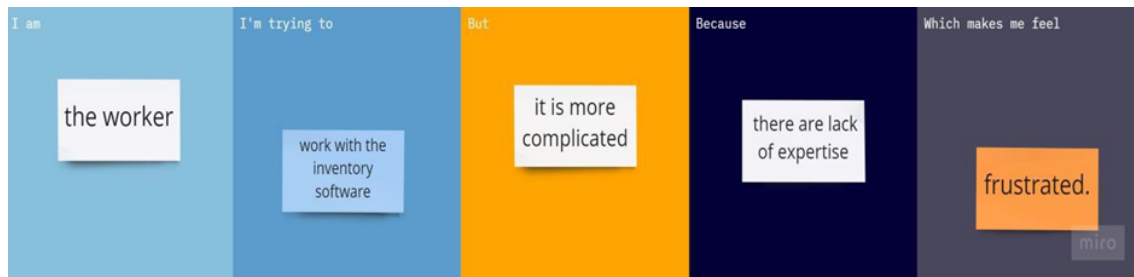 I am
the worker
I'm trying to
work with the
inventory
software
But
it is more
complicated
Because
there are lack
of expertise
Which makes me feel
frustrated.
miro